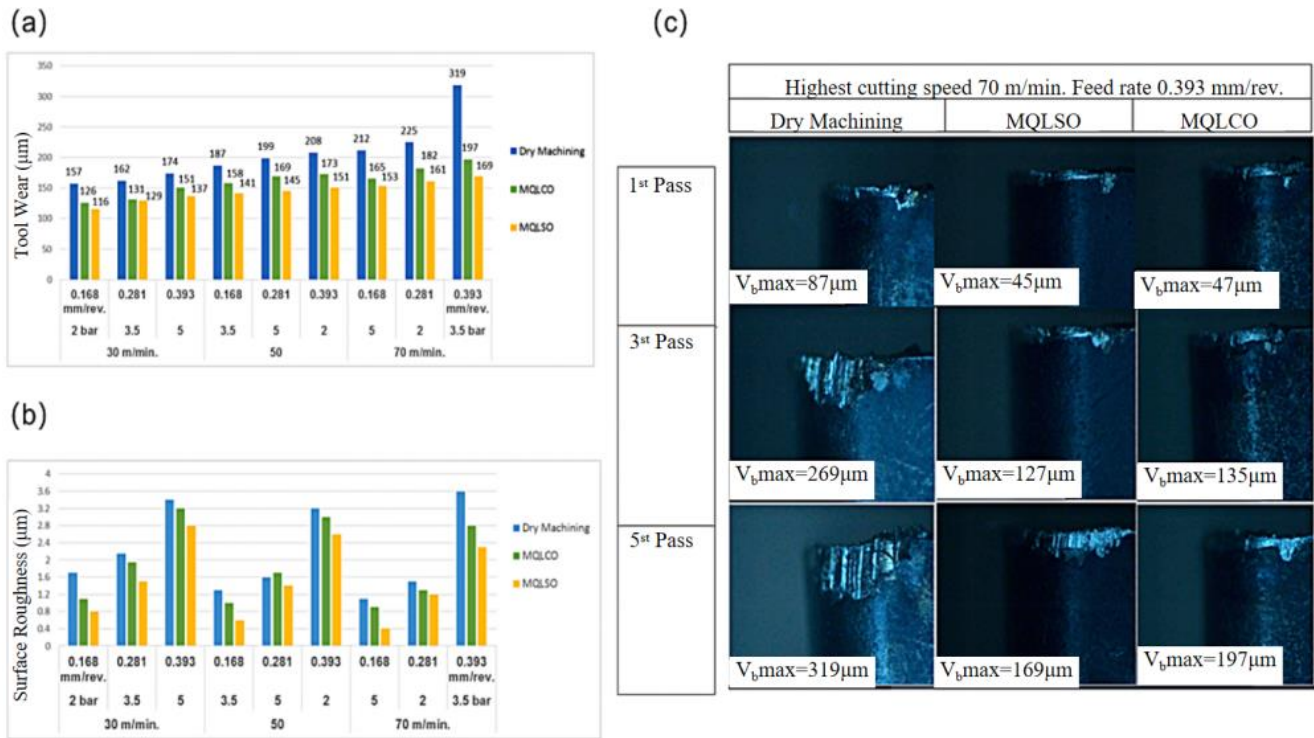 (a)
350
300
250
200
150
100
50
0
Tool Wear (μm)
157 126 116
162 131 129
174 151 137
187 158 141
199 169 145
208 173 151
212 165 153
225 182 161
319 197 169
Dry Machining
MQLCO
MQLSO
0.168 0.281 0.393 0.168 0.281 0.393 0.168 0.281 0.393
mm/rev. mm/rev.
2 bar 3.5 5 3.5 5 2 5 2 3.5 bar
30 m/min. 50 70 m/min.
(b)
4
3.6
3.2
2.8
2.4
2
1.6
1.2
0.8
0.4
0
Surface Roughness (μm)
Dry Machining
MQLCO
MQLSO
0.168 0.281 0.393 0.168 0.281 0.393 0.168 0.281 0.393
mm/rev. mm/rev.
2 bar 3.5 5 3.5 5 2 5 2 3.5 bar
30 m/min. 50 70 m/min.
(c)
Highest cutting speed 70 m/min. Feed rate 0.393 mm/rev.
Dry Machining MQLSO MQLCO
1st Pass
Vbmax=87μm Vbmax=45μm Vbmax=47μm
3st Pass
Vbmax=269μm Vbmax=127μm Vbmax=135μm
5st Pass
Vbmax=319μm Vbmax=169μm Vbmax=197μm